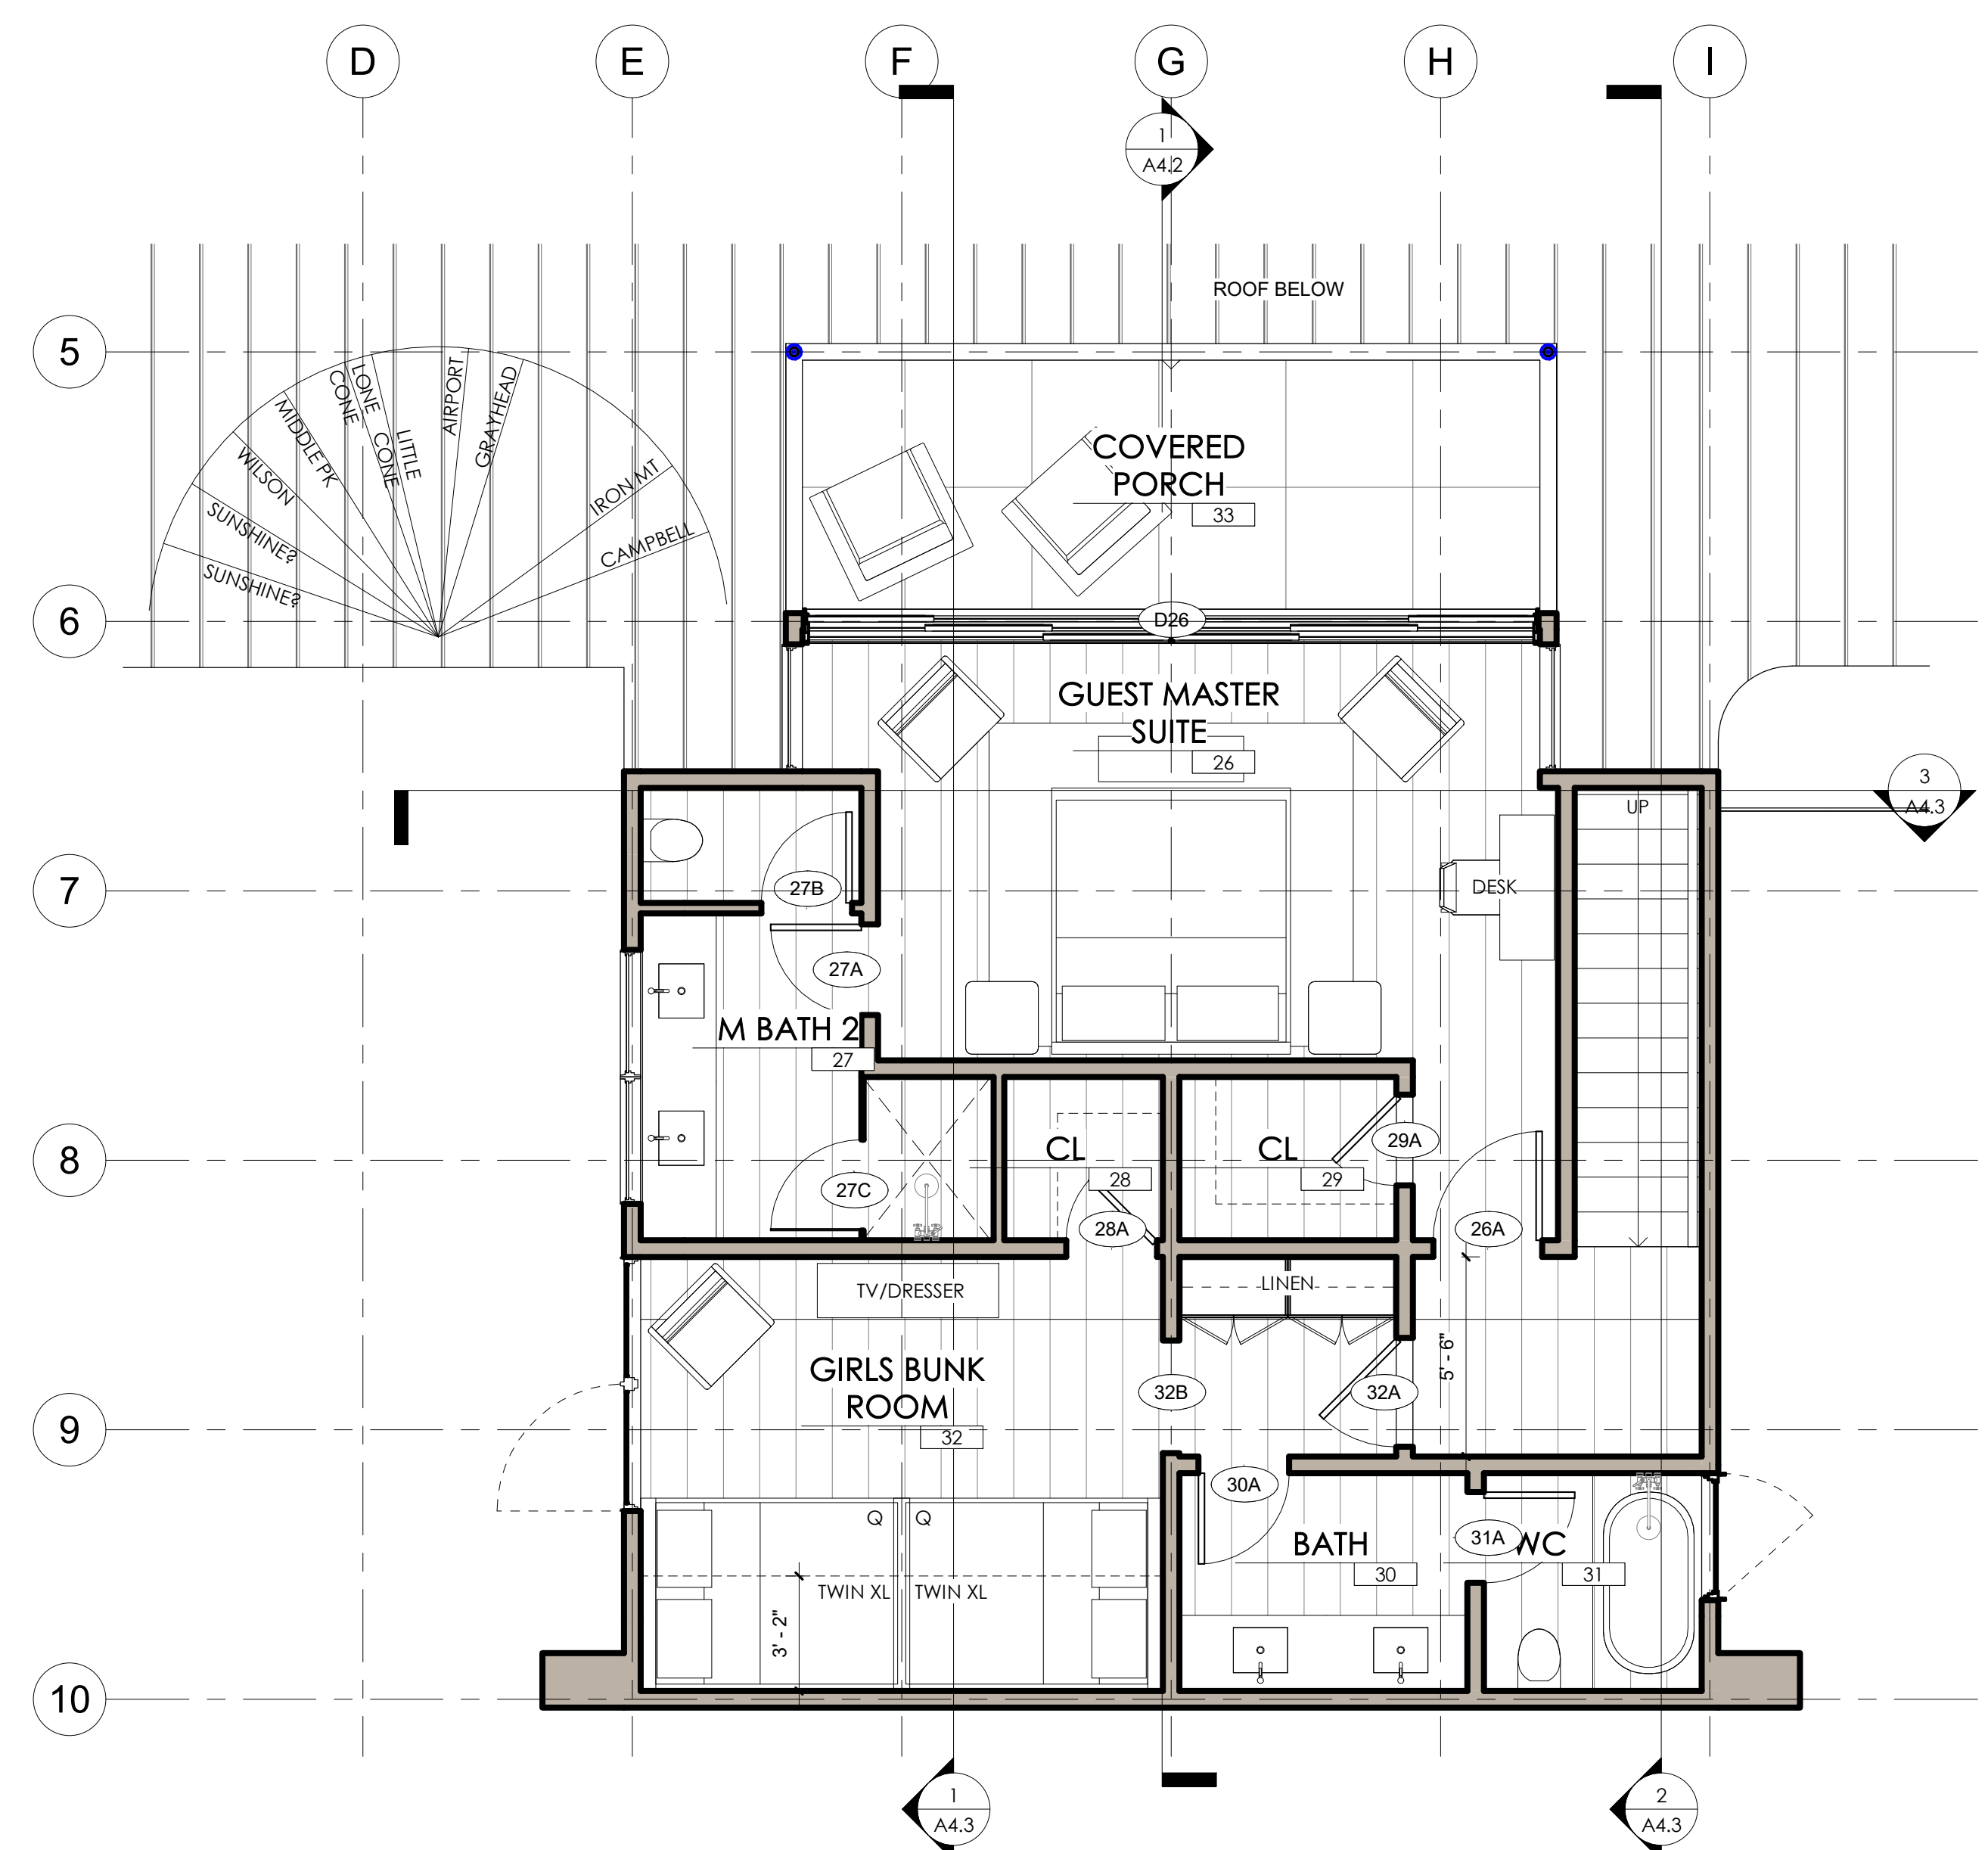 D
E
F
G
H
I
1
A4.2
ROOF BELOW
5
SUNSHINE?
SUNSHINE?
WILSON
MIDDLE PK
LONE
CONE
LITTLE
CONE
AIRPORT
GRAYHEAD
IRON MT
CAMPBELL
COVERED
PORCH
33
6
D26
GUEST MASTER
SUITE
26
3
A4.3
UP
7
27B
DESK
27A
M BATH 2
27
8
CL
28
CL
29
29A
27C
28A
26A
TV/DRESSER
LINEN
5' - 6"
GIRLS BUNK
ROOM
32
32B
32A
9
30A
Q
Q
BATH
30
31A
WC
31
TWIN XL
TWIN XL
3' - 2"
10
1
A4.3
2
A4.3